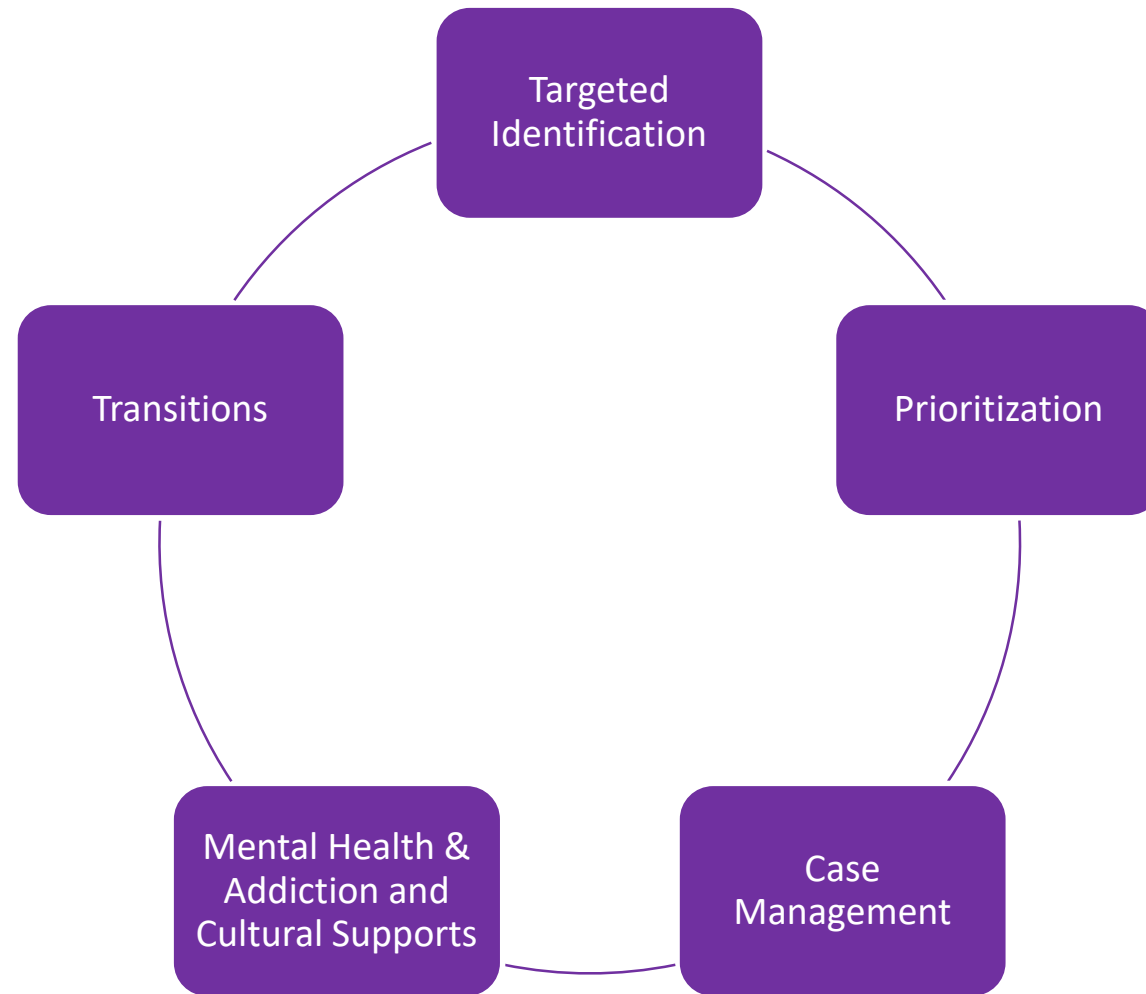 Targeted
Identification
Prioritization
Case
Management
Mental Health &
Addiction and
Cultural Supports
Transitions